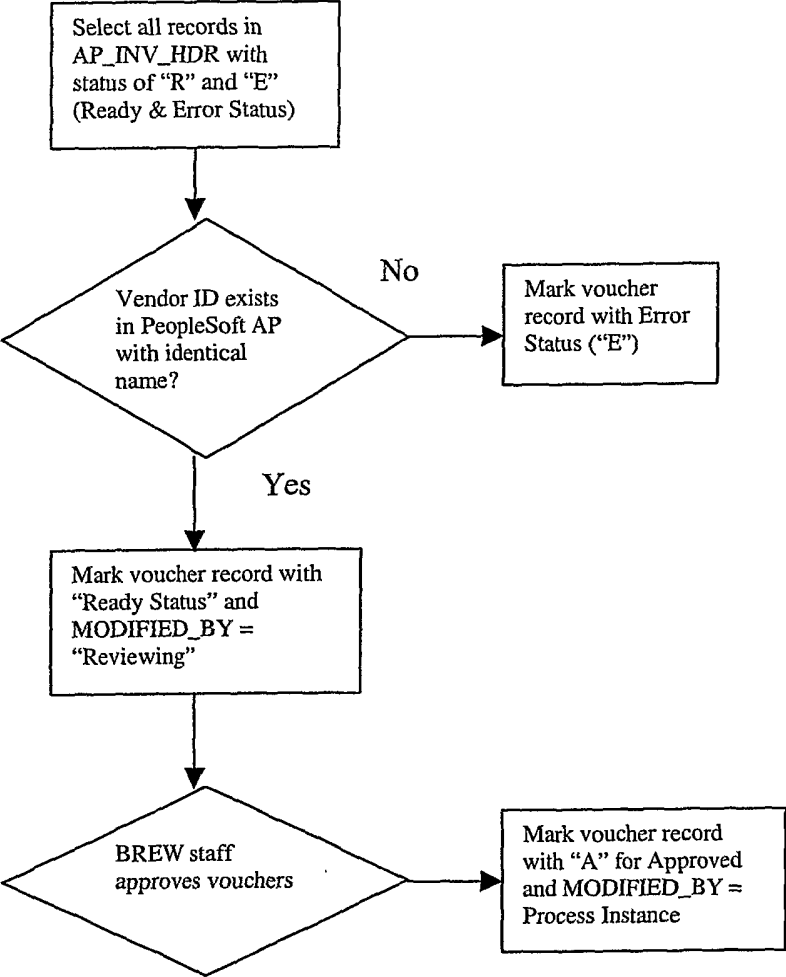 Select all records in
AP_INV_HDR with
status of “R” and “E”
(Ready & Error Status)
No
Vendor ID exists
in PeopleSoft AP
with identical
name?
Mark voucher
record with Error
Status (“E”)
Yes
Mark voucher record with
“Ready Status” and
MODIFIED_BY =
“Reviewing”
BREW staff
approves vouchers
Mark voucher record
with “A” for Approved
and MODIFIED_BY =
Process Instance